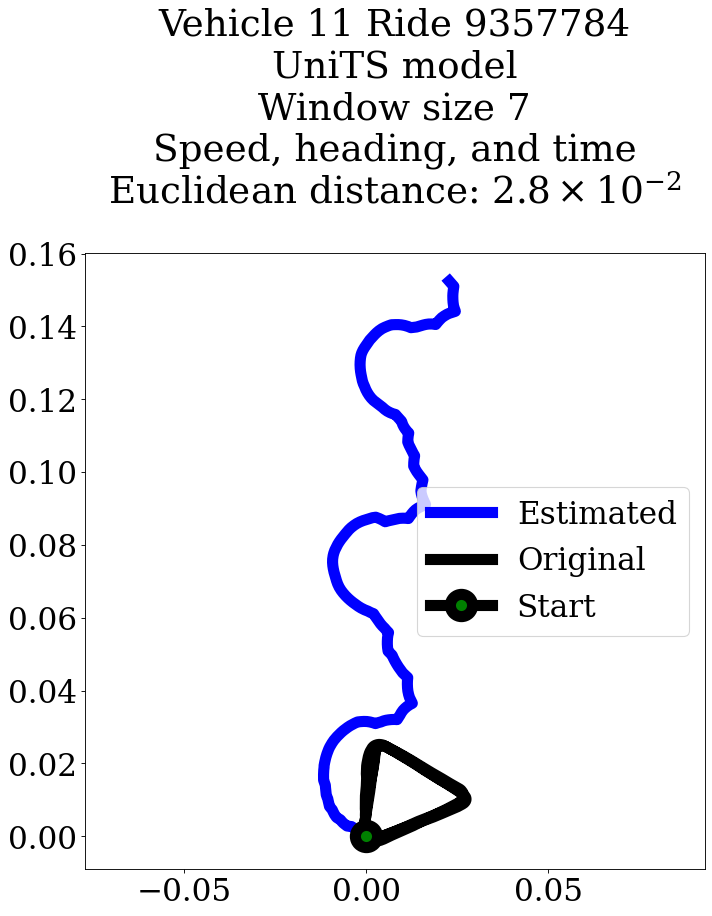 Vehicle 11 Ride 9357784
UniTS model
Window size 7
Speed, heading, and time
Euclidean distance: 2.8 × 10⁻²
0.16
0.14
0.12
0.10
0.08
0.06
0.04
0.02
0.00
Estimated
Original
Start
−0.05 0.00 0.05